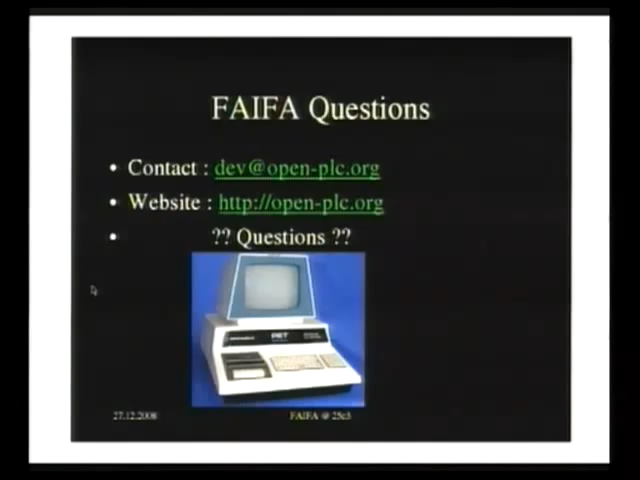 FAIFA Questions
• Contact : dev@open-plc.org
• Website : http://open-plc.org
• ?? Questions ??
PET
27.12.2008
FAIFA @ 25c3